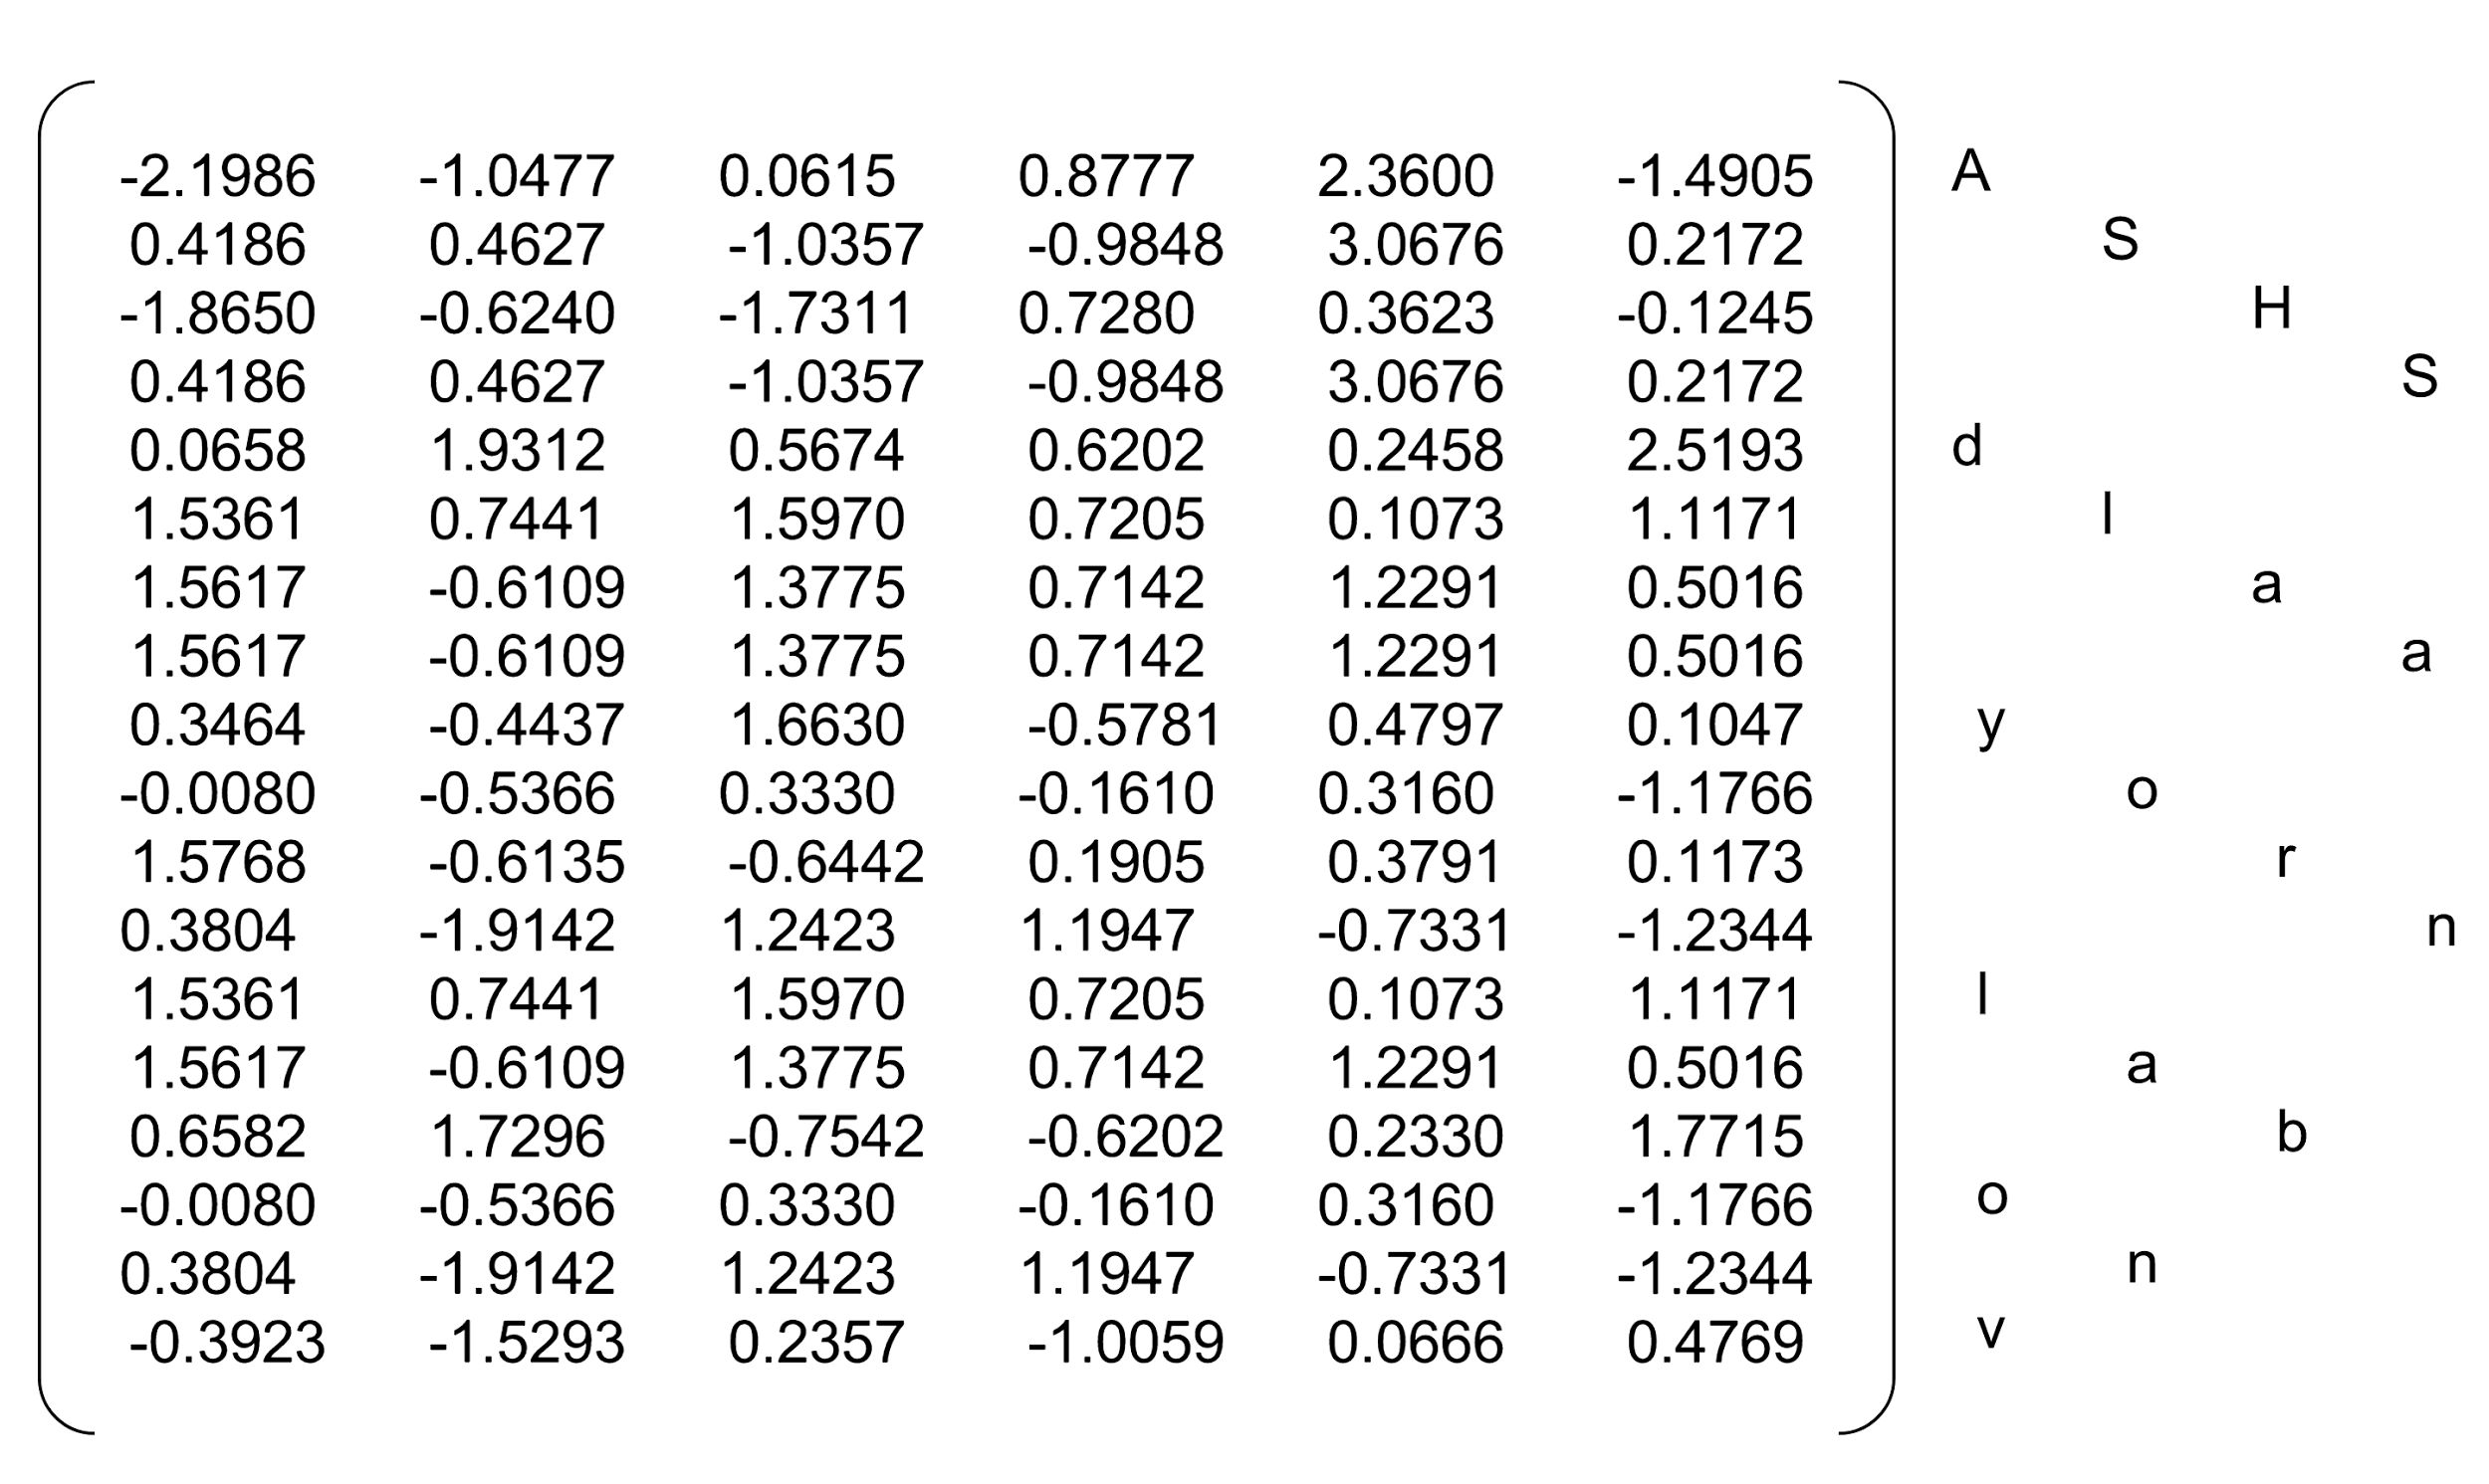 -2.1986 -1.0477 0.0615 0.8777 2.3600 -1.4905 A
0.4186 0.4627 -1.0357 -0.9848 3.0676 0.2172 S
-1.8650 -0.6240 -1.7311 0.7280 0.3623 -0.1245 H
0.4186 0.4627 -1.0357 -0.9848 3.0676 0.2172 S
0.0658 1.9312 0.5674 0.6202 0.2458 2.5193 d
1.5361 0.7441 1.5970 0.7205 0.1073 1.1171 l
1.5617 -0.6109 1.3775 0.7142 1.2291 0.5016 a
1.5617 -0.6109 1.3775 0.7142 1.2291 0.5016 a
0.3464 -0.4437 1.6630 -0.5781 0.4797 0.1047 y
-0.0080 -0.5366 0.3330 -0.1610 0.3160 -1.1766 o
1.5768 -0.6135 -0.6442 0.1905 0.3791 0.1173 r
0.3804 -1.9142 1.2423 1.1947 -0.7331 -1.2344 n
1.5361 0.7441 1.5970 0.7205 0.1073 1.1171 l
1.5617 -0.6109 1.3775 0.7142 1.2291 0.5016 a
0.6582 1.7296 -0.7542 -0.6202 0.2330 1.7715 b
-0.0080 -0.5366 0.3330 -0.1610 0.3160 -1.1766 o
0.3804 -1.9142 1.2423 1.1947 -0.7331 -1.2344 n
-0.3923 -1.5293 0.2357 -1.0059 0.0666 0.4769 v